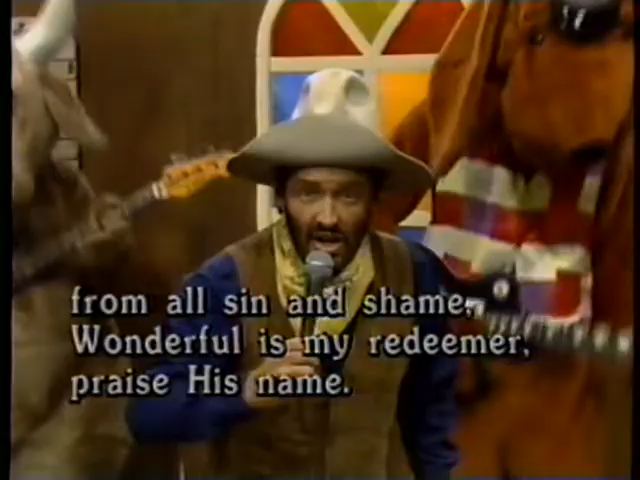 from all sin and shame,
Wonderful is my redeemer,
praise His name.